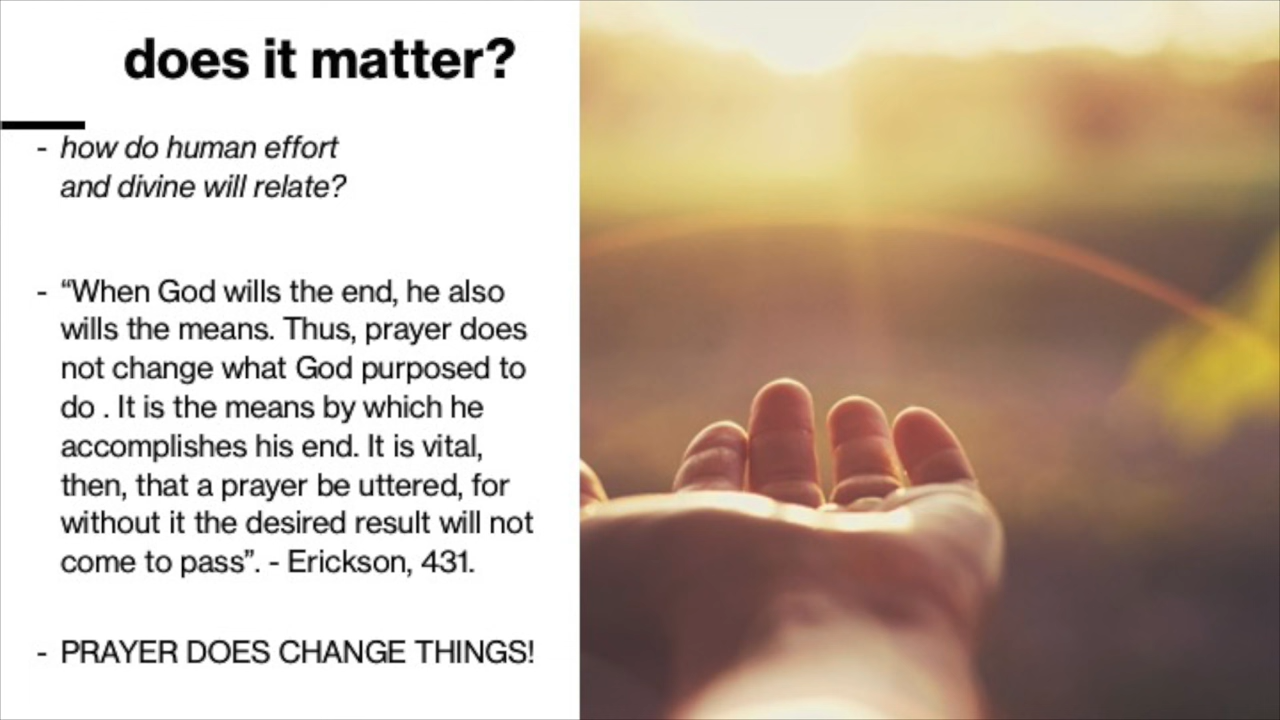 does it matter?
- how do human effort
and divine will relate?
- “When God wills the end, he also
wills the means. Thus, prayer does
not change what God purposed to
do . It is the means by which he
accomplishes his end. It is vital,
then, that a prayer be uttered, for
without it the desired result will not
come to pass”. - Erickson, 431.
- PRAYER DOES CHANGE THINGS!